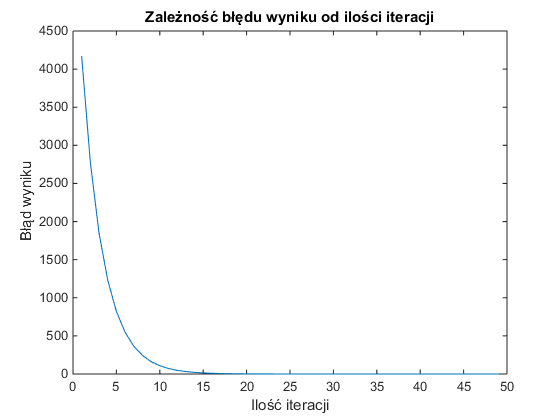 Zależność błędu wyniku od ilości iteracji
Błąd wyniku
4500
4000
3500
3000
2500
2000
1500
1000
500
0
0 5 10 15 20 25 30 35 40 45 50
Ilość iteracji